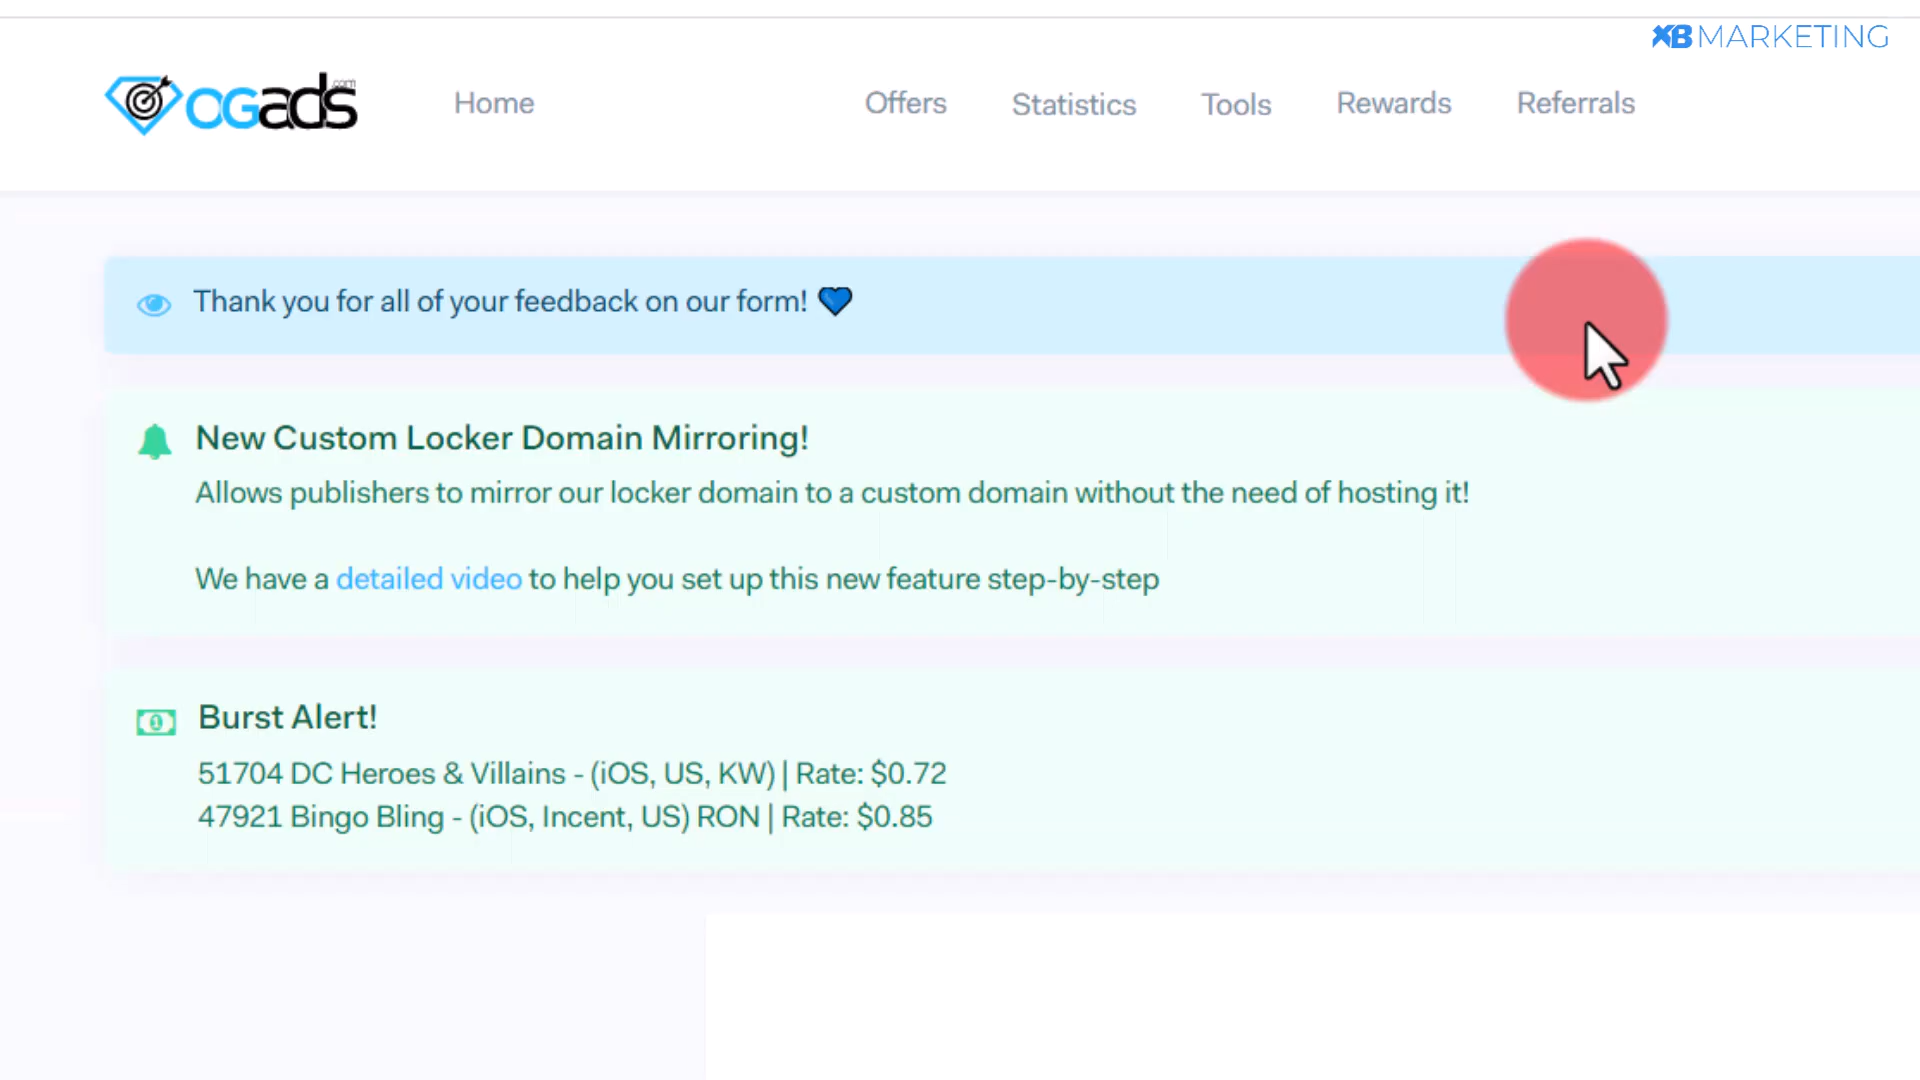 XB MARKETING
ogads.com
Home
Offers
Statistics
Tools
Rewards
Referrals
Thank you for all of your feedback on our form! 💙
New Custom Locker Domain Mirroring!
Allows publishers to mirror our locker domain to a custom domain without the need of hosting it!
We have a detailed video to help you set up this new feature step-by-step
Burst Alert!
51704 DC Heroes & Villains - (iOS, US, KW) | Rate: $0.72
47921 Bingo Bling - (iOS, Incent, US) RON | Rate: $0.85